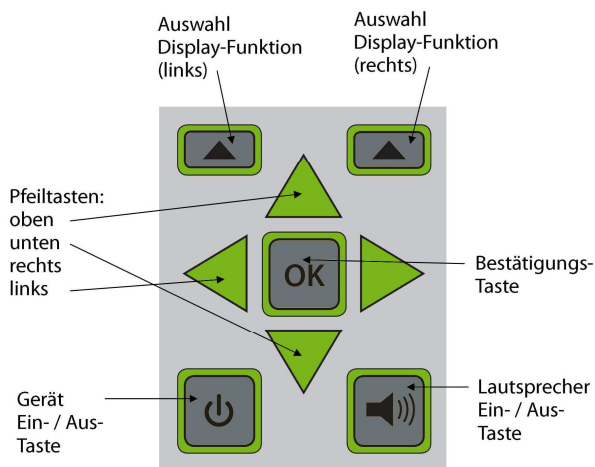 Auswahl
Display-Funktion
(links)
Auswahl
Display-Funktion
(rechts)
Pfeiltasten:
oben
unten
rechts
links
OK
Bestätigungs-
Taste
Gerät
Ein- / Aus-
Taste
Lautsprecher
Ein- / Aus-
Taste